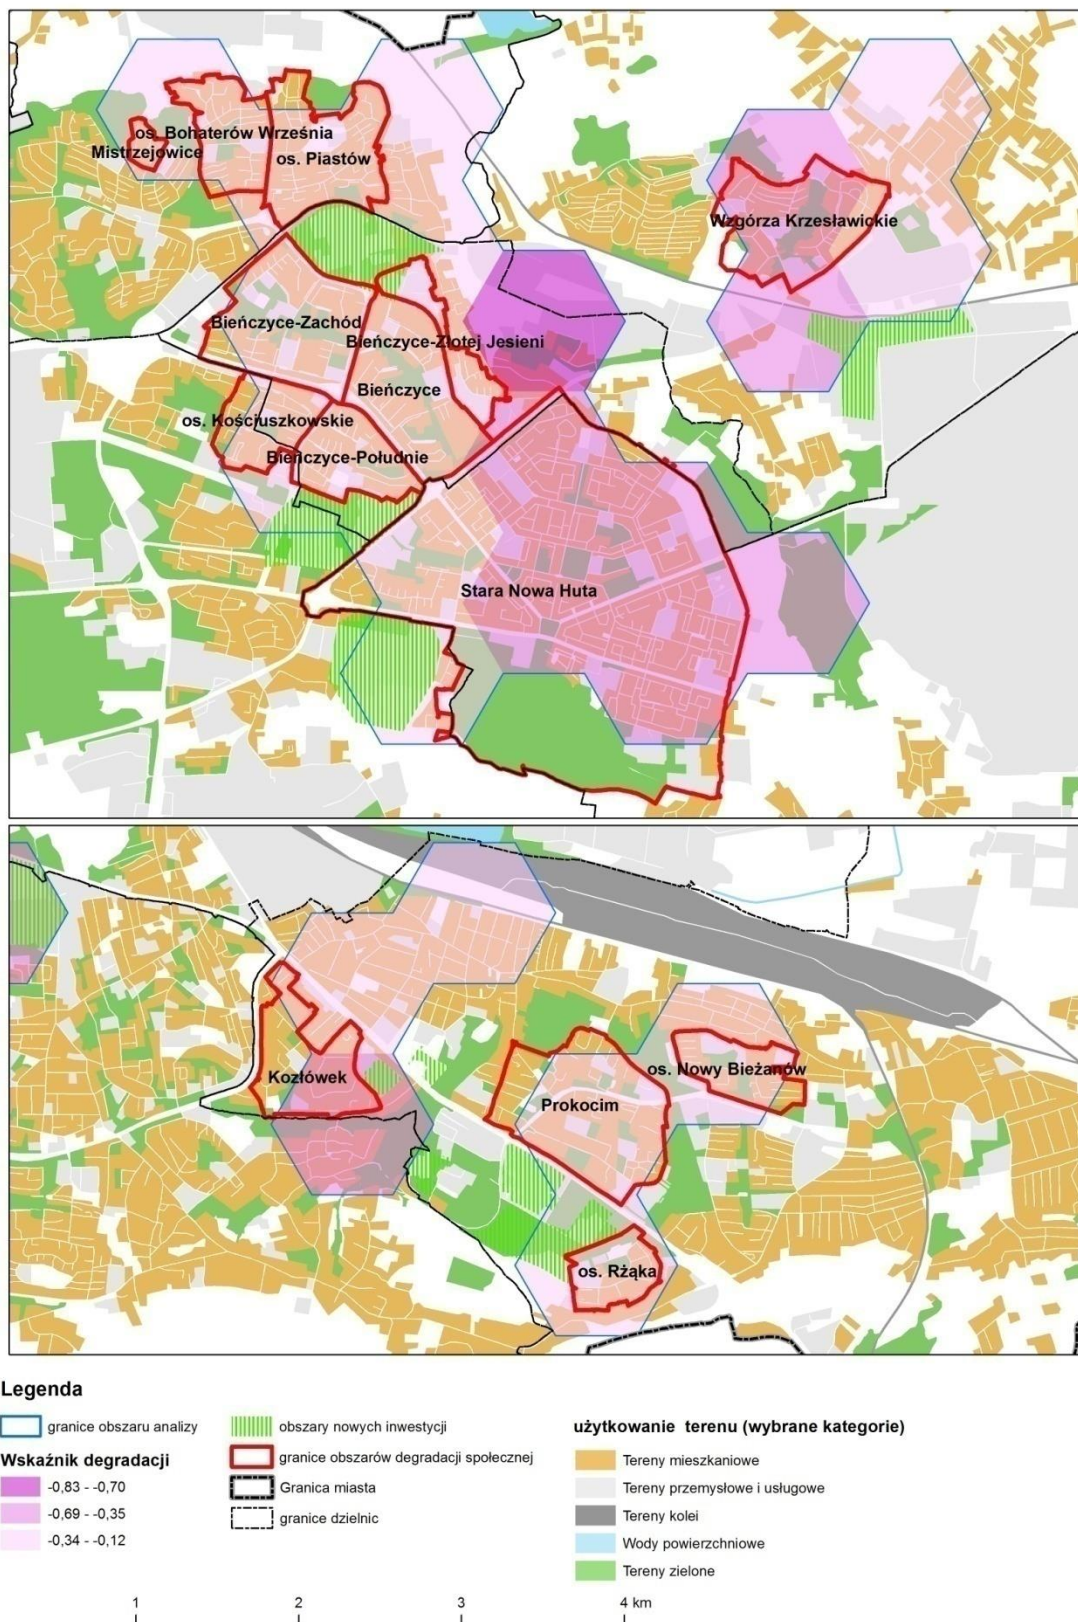 os. Bohaterów Września
Mistrzejowice
os. Piastów
Wzgórza Krzesławickie
Bieńczyce-Zachód
Bieńczyce-Złotej Jesieni
Bieńczyce
os. Kościuszkowskie
Bieńczyce-Południe
Stara Nowa Huta
Kozłówek
os. Nowy Bieżanów
Prokocim
os. Rżąka
Legenda
granice obszaru analizy
Wskaźnik degradacji
-0,83 - -0,70
-0,69 - -0,35
-0,34 - -0,12
obszary nowych inwestycji
granice obszarów degradacji społecznej
Granica miasta
granice dzielnic
użytkowanie terenu (wybrane kategorie)
Tereny mieszkaniowe
Tereny przemysłowe i usługowe
Tereny kolei
Wody powierzchniowe
Tereny zielone
1 2 3 4 km